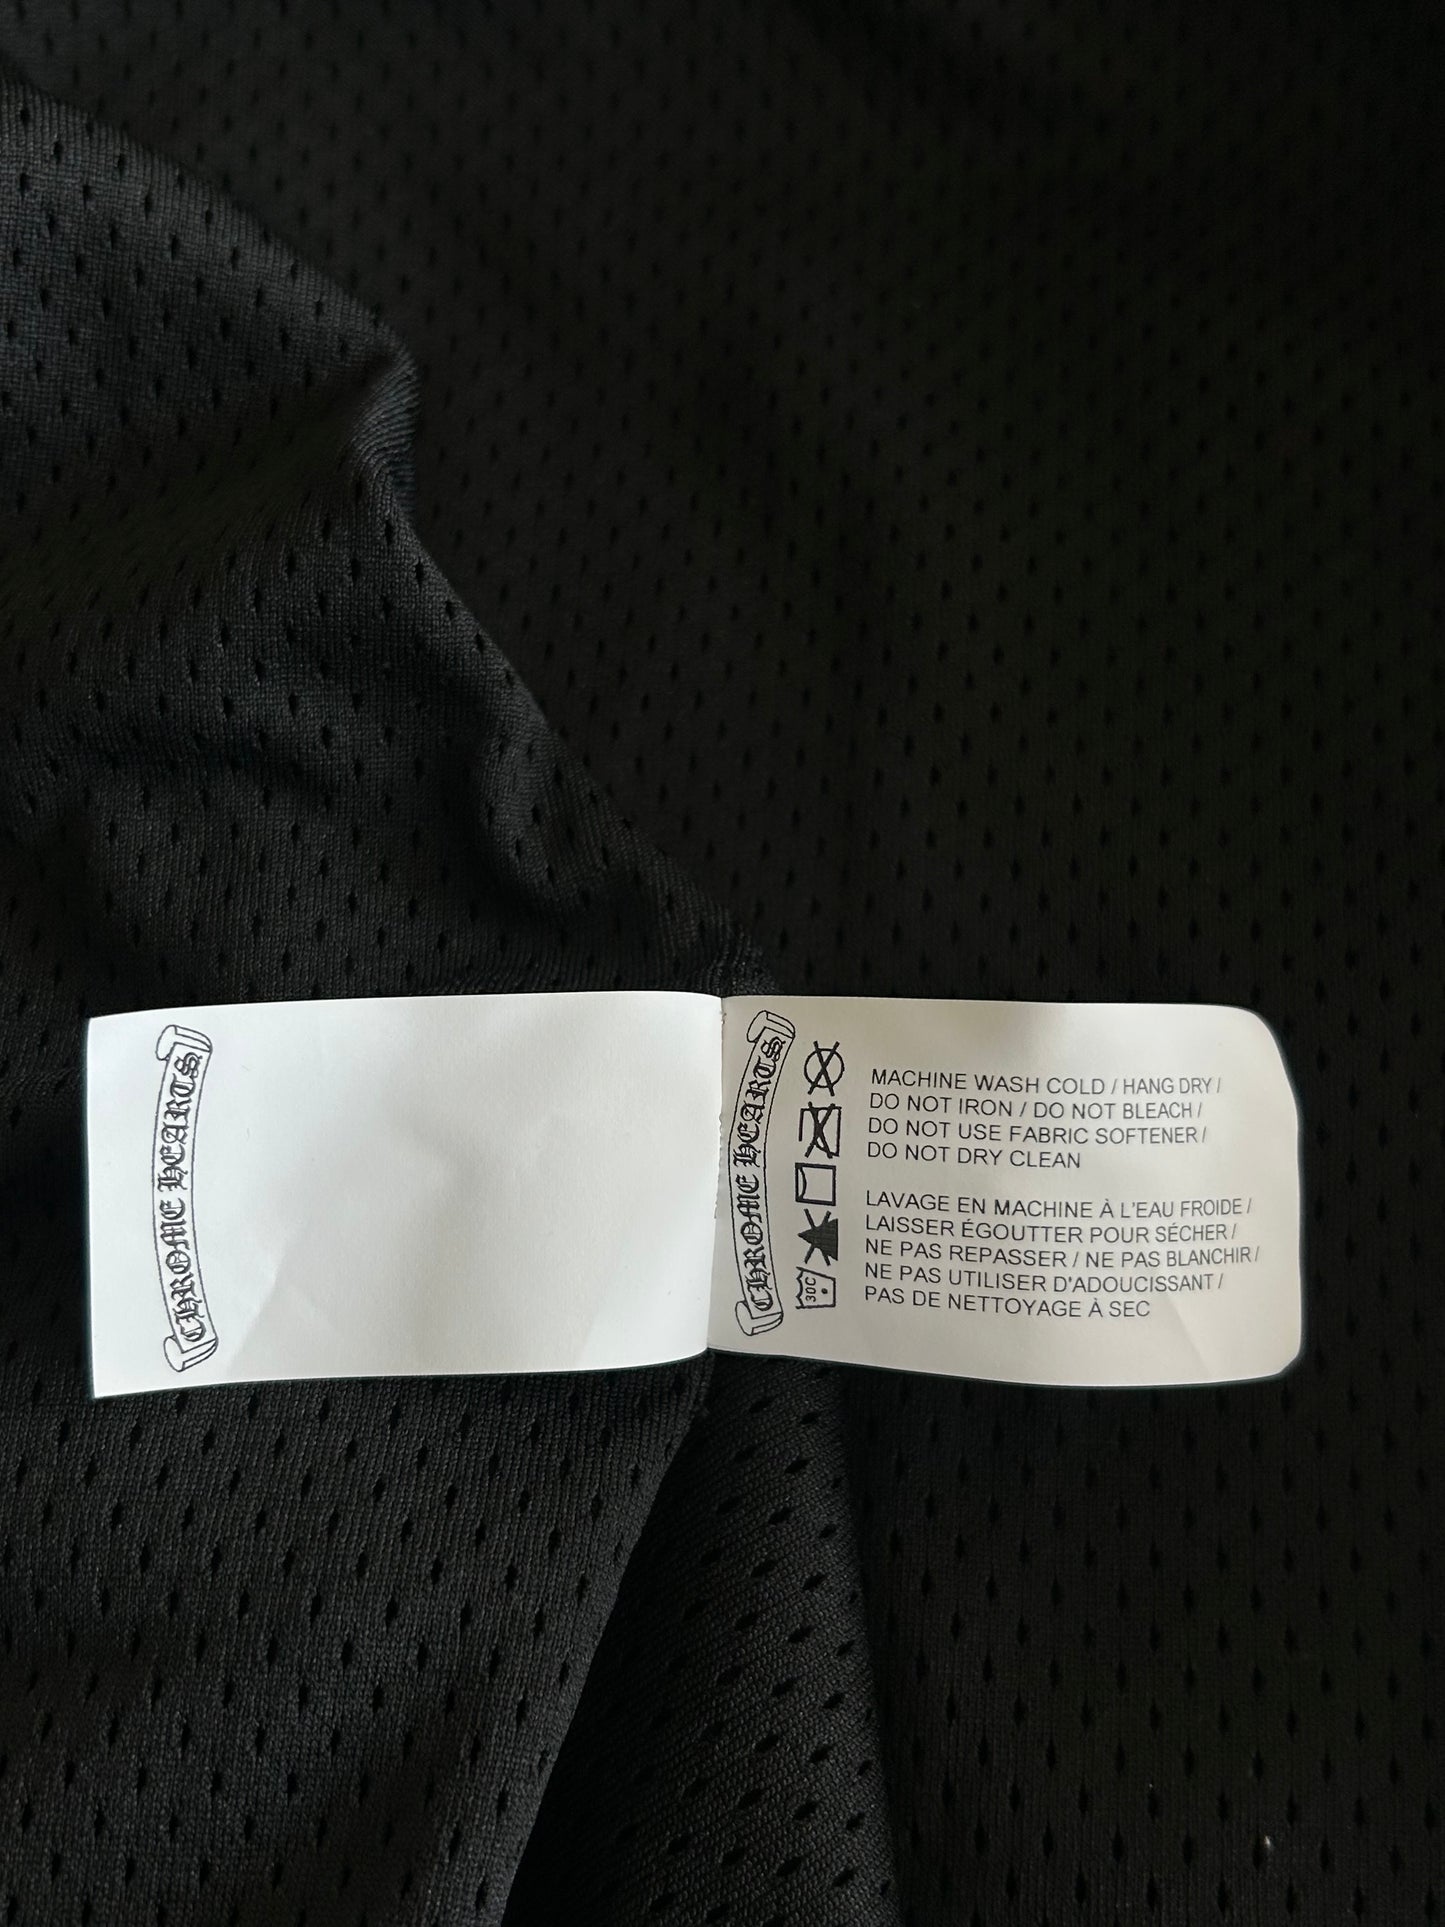 CHROME HEARTS
CHROME HEARTS
MACHINE WASH COLD / HANG DRY /
DO NOT IRON / DO NOT BLEACH /
DO NOT USE FABRIC SOFTENER /
DO NOT DRY CLEAN
LAVAGE EN MACHINE À L'EAU FROIDE /
LAISSER ÉGOUTTER POUR SÉCHER /
NE PAS REPASSER / NE PAS BLANCHIR /
NE PAS UTILISER D'ADOUCISSANT /
PAS DE NETTOYAGE À SEC
30C